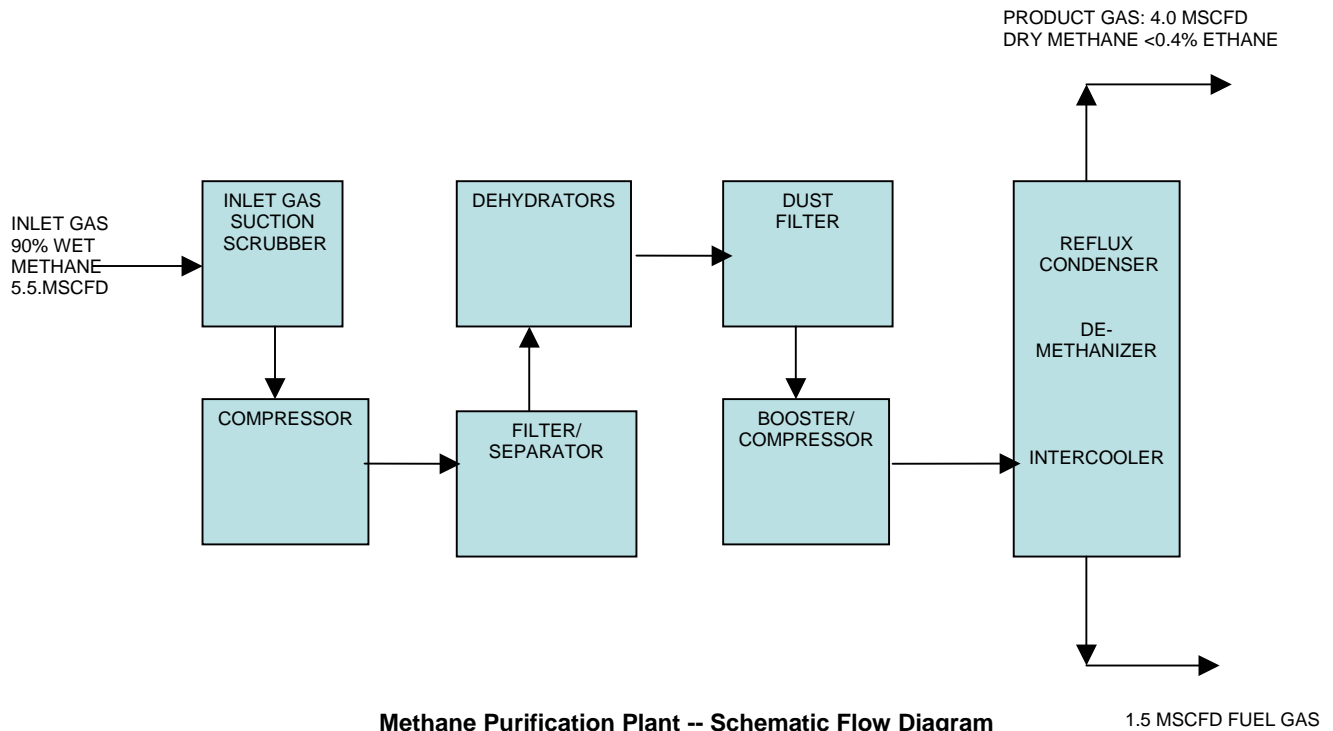 PRODUCT GAS: 4.0 MSCFD
DRY METHANE <0.4% ETHANE
INLET GAS
90% WET
METHANE
5.5.MSCFD
INLET GAS
SUCTION
SCRUBBER
COMPRESSOR
FILTER/
SEPARATOR
DEHYDRATORS
DUST
FILTER
BOOSTER/
COMPRESSOR
REFLUX
CONDENSER
DE-
METHANIZER
INTERCOOLER
1.5 MSCFD FUEL GAS
Methane Purification Plant -- Schematic Flow Diagram